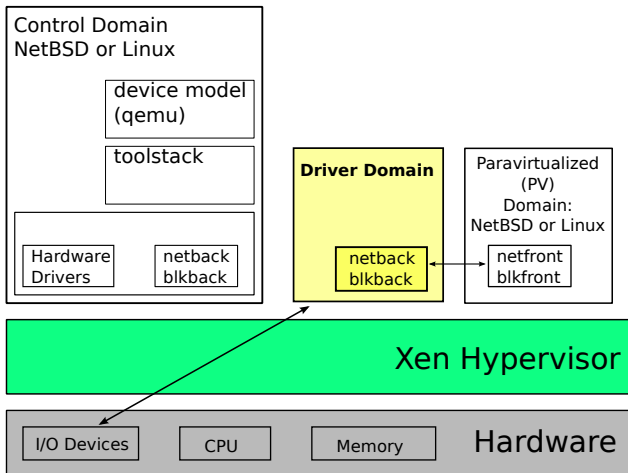 Control Domain
NetBSD or Linux
device model
(qemu)
toolstack
Hardware
Drivers
netback
blkback
Driver Domain
netback
blkback
Paravirtualized
(PV)
Domain:
NetBSD or Linux
netfront
blkfront
Xen Hypervisor
I/O Devices
CPU
Memory
Hardware